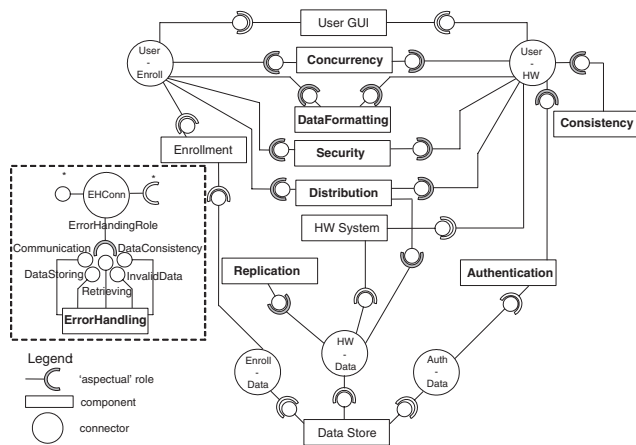 User GUI
User
-
Enroll
Concurrency
User
-
HW
DataFormatting
Consistency
Enrollment
Security
Distribution
*
*
EHConn
ErrorHandingRole
HW System
Communication
DataConsistency
DataStoring
InvalidData
Retrieving
ErrorHandling
Replication
Authentication
Legend:
'aspectual' role
component
connector
Enroll
-
Data
HW
-
Data
Auth
-
Data
Data Store